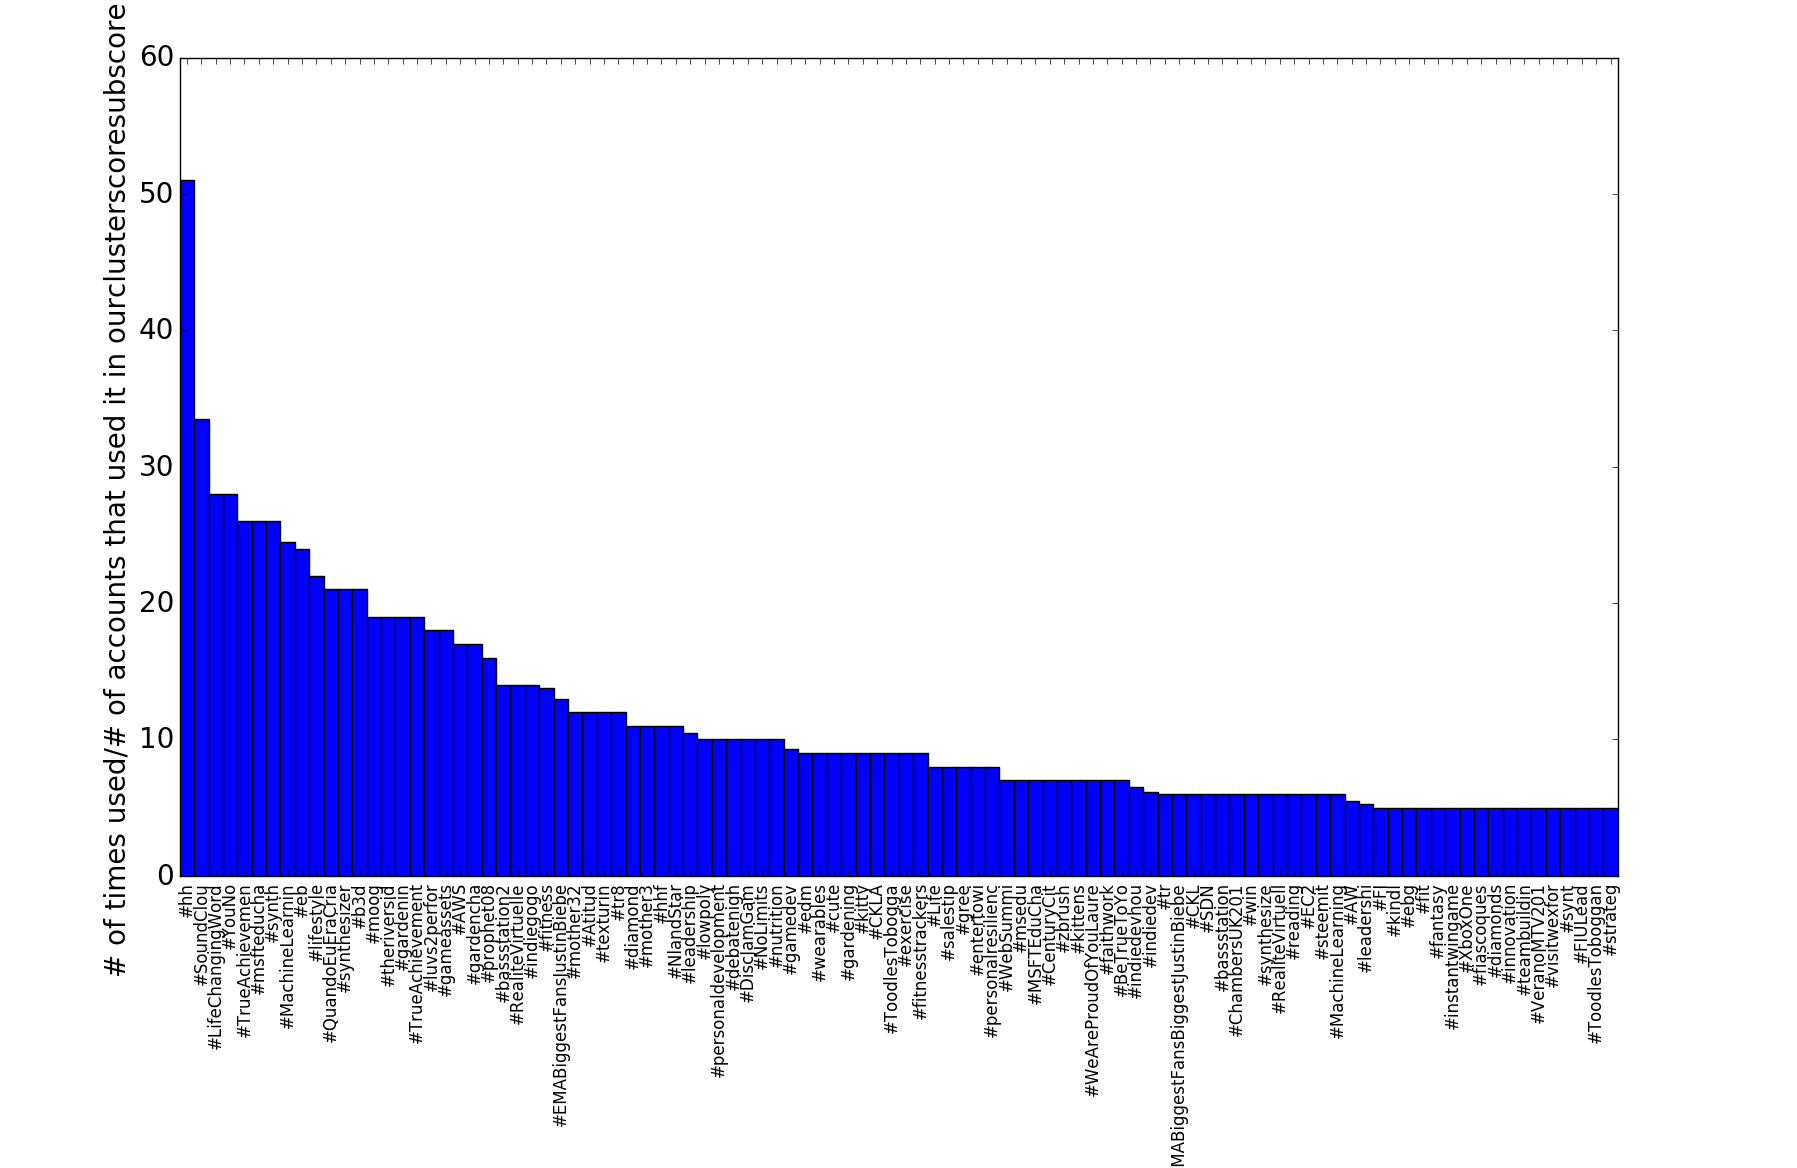 # of times used/# of accounts that used it in ourclusterscoresubscore
60
50
40
30
20
10
0
#hh
#SoundClou
#LifeChangingWord
#YouNo
#TrueAchievemen
#msfteducha
#synth
#MachineLearnin
#eb
#lifestyle
#QuandoEuEraCria
#synthesizer
#b3d
#moog
#theriversid
#gardenin
#TrueAchievement
#luvs2perfor
#gameassets
#AWS
#gardencha
#prophet08
#bassstation2
#RealiteVirtuelle
#indiegogo
#fitness
#EMABiggestFansJustinBiebe
#mother32
#Attitud
#texturin
#tr8
#diamond
#mother3
#hhf
#NlandStar
#leadership
#lowpoly
#personaldevelopment
#debatenigh
#DisclamGam
#NoLimits
#nutrition
#gamedev
#edm
#wearables
#cute
#gardening
#kitty
#CKLA
#ToodlesTobogga
#exercise
#fitnesstrackers
#Life
#salestip
#gree
#entertowi
#personalresilienc
#WebSummi
#msedu
#MSFTEduCha
#CenturyCit
#zbrush
#kittens
#WeAreProudOfYouLaure
#faithwork
#BeTrueToYo
#indiedevhou
#indiedev
#tr
MABiggestFansBiggestJustinBiebe
#CKL
#SDN
#bassstation
#ChambersUK201
#win
#synthesize
#RealiteVirtuell
#reading
#EC2
#steemit
#MachineLearning
#AW
#leadershi
#FJ
#kindl
#ebg
#fit
#fantasy
#instantwingame
#XboxOne
#fiascoques
#diamonds
#innovation
#teambuildin
#VeranoMTV201
#visitwexfor
#synt
#FIULead
#ToodlesToboggan
#strateg